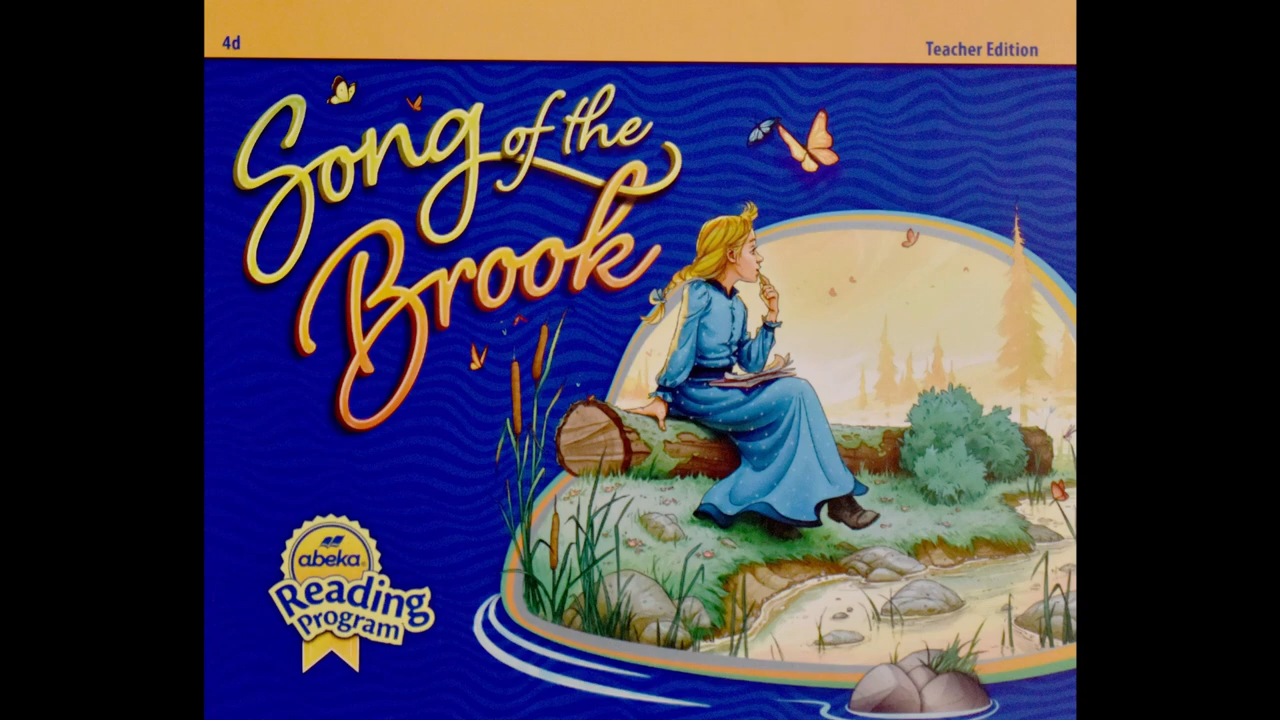 4d
Teacher Edition
Song of the
Brook
abeka
Reading
Program